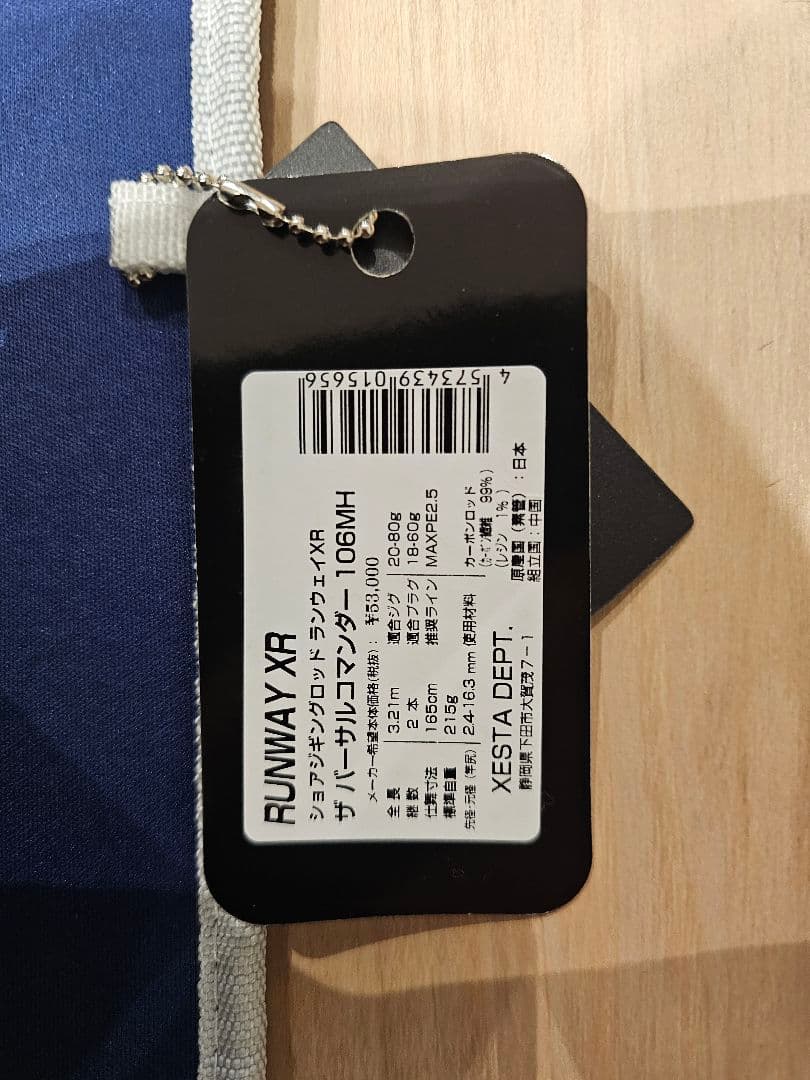 RUNWAY XR
ショアジギングロッド ランウェイXR
ザ バーサルコマンダー 106MH
メーカー希望本体価格(税抜): ¥53,000
全長 3.21m 適合ジグ 20-80g
継数 2 本 適合プラグ 18-60g
仕舞寸法 165cm 推奨ライン MAXPE2.5
標準自重 215g
先径・元径(竿尻) 2.4-16.3 mm 使用材料 カーボンロッド
(カーボン繊維 99%)
(レジン 1%)
XESTA DEPT.
原産国(素管):日本
静岡県下田市大賀茂7ー1
組立国:中国
4 573439 015656